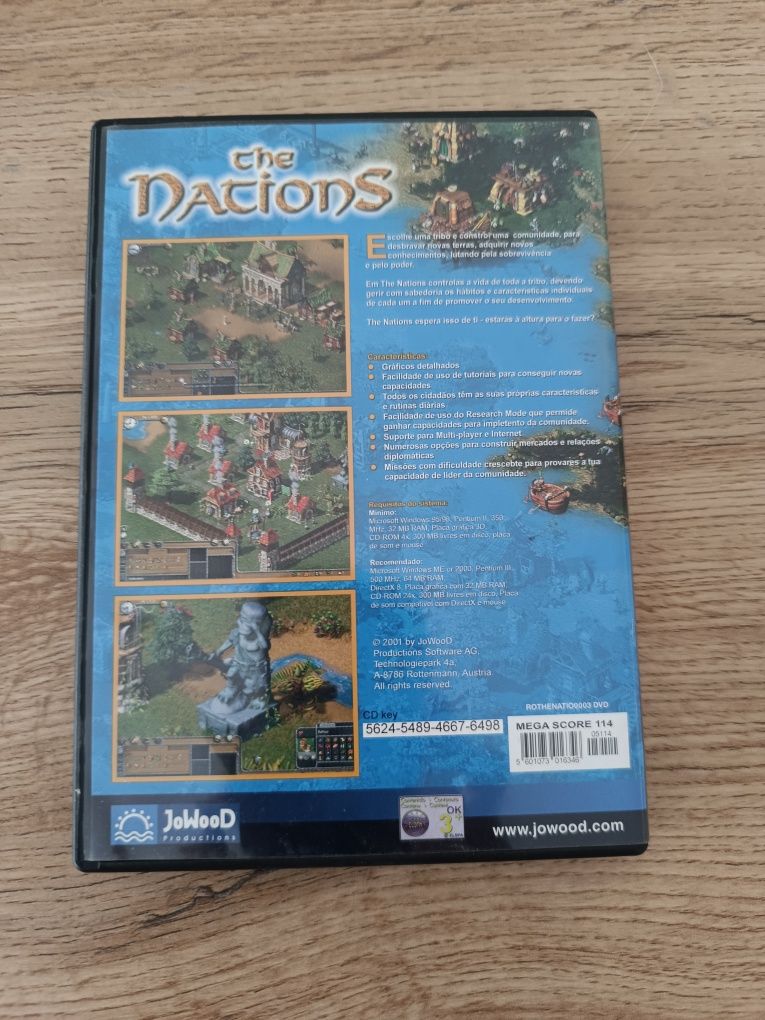 the
Nations
Escolhe uma tribo e constrói uma comunidade, para
desbravar novas terras, adquirir novos
conhecimentos, lutando pela sobrevivência
e pelo poder.
Em The Nations controlas a vida de toda a tribo, devendo
gerir com sabedoria os hábitos e características individuais
de cada um a fim de promover o seu desenvolvimento.
The Nations espera isso de ti - estarás à altura para o fazer?
Características:
Gráficos detalhados
Facilidade de uso de tutoriais para conseguir novas
capacidades
Todos os cidadãos têm as suas próprias características
e rutinas diárias
Facilidade de uso do Research Mode que permide
ganhar capacidades para impletento da comunidade.
Suporte para Multi-player e Internet
Numerosas opções para construir mercados e relações
diplomáticas
Missões com dificuldade crescebte para provares a tua
capacidade de líder da comunidade.
Requisitos do sistema:
Mínimo:
Microsoft Windows 95/98, Pentium II, 350
MHz, 32 MB RAM, Placa gráfica 3D,
CD-ROM 4x, 300 MB livres em disco, placa
de som e mouse
Recomendado:
Microsoft Windows ME or 2000, Pentium III,
500 MHz, 64 MB RAM,
DirectX 8, Placa gráfica com 32 MB RAM,
CD-ROM 24x, 300 MB livres em disco, Placa
de som compatível com DirectX e mouse
© 2001 by JoWooD
Productions Software AG,
Technologiepark 4a,
A-8786 Rottenmann, Austria.
All rights reserved.
ROTHENATIO0003 DVD
CD key
5624-5489-4667-6498
MEGA SCORE 114
05114
5 601073 016346
JoWooD
Productions
OK
3+
ELSPA
www.jowood.com